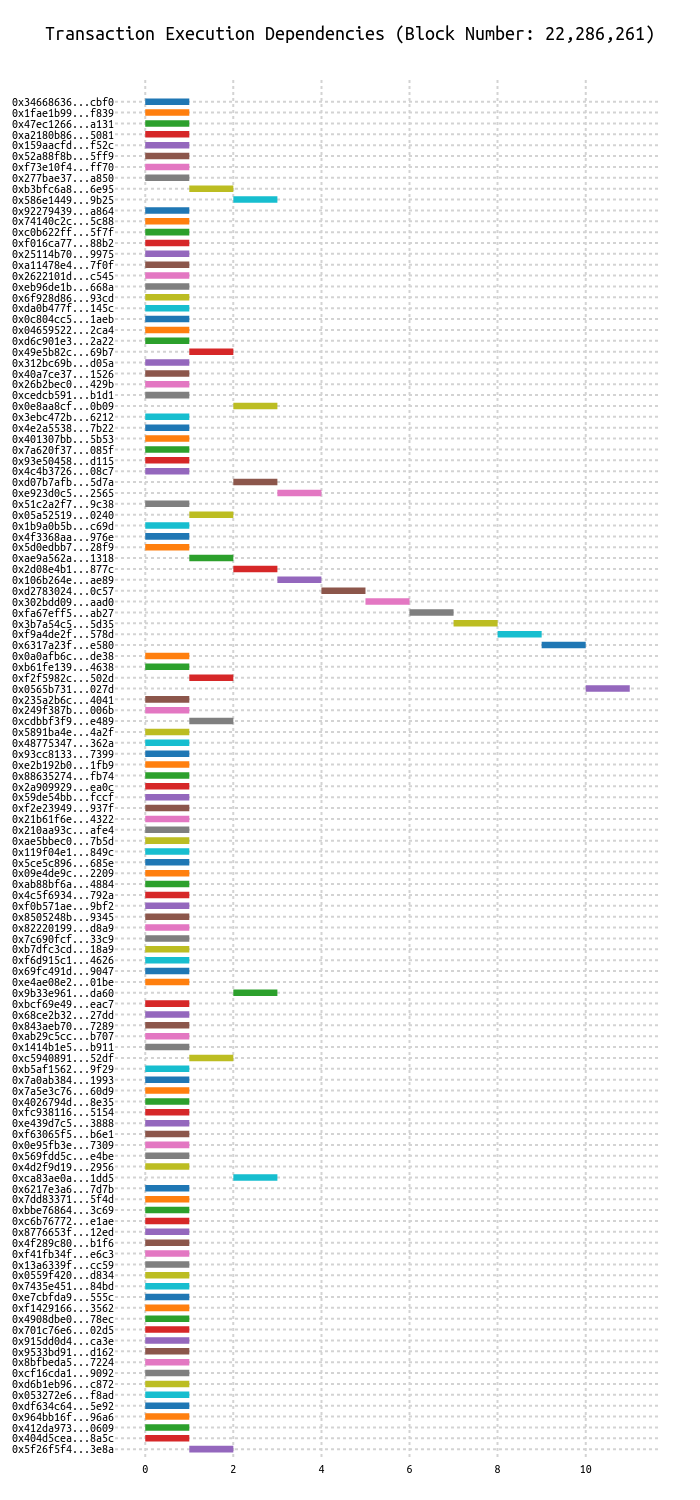 Transaction Execution Dependencies (Block Number: 22,286,261)
0x34668636...cbf0
0x1fae1b99...f839
0x47ec1266...a131
0xa2180b86...5081
0x159aacfd...f52c
0x52a88f8b...5ff9
0xf73e10f4...ff70
0x277bae37...a850
0xb3bfc6a8...6e95
0x586e1449...9b25
0x92279439...a864
0x74140c2c...5c88
0xc0b622ff...5f7f
0xf016ca77...88b2
0x25114b70...9975
0xa11478e4...7f0f
0x2622101d...c545
0xeb96de1b...668a
0x6f928d86...93cd
0xda0b477f...145c
0x0c804cc5...1aeb
0x04659522...2ca4
0xd6c901e3...2a22
0x49e5b82c...69b7
0x312bc69b...d05a
0x40a7ce37...1526
0x26b2bec0...429b
0xcedcb591...b1d1
0x0e8aa8cf...0b09
0x3ebc472b...6212
0x4e2a5538...7b22
0x401307bb...5b53
0x7a620f37...085f
0x93e50458...d115
0x4c4b3726...08c7
0xd07b7afb...5d7a
0xe923d0c5...2565
0x51c2a2f7...9c38
0x05a52519...0240
0x1b9a0b5b...c69d
0x4f3368aa...976e
0x5d0edbb7...28f9
0xae9a562a...1318
0x2d08e4b1...877c
0x106b264e...ae89
0xd2783024...0c57
0x302bdd09...aad0
0xfa67eff5...ab27
0x3b7a54c5...5d35
0xf9a4de2f...578d
0x6317a23f...e580
0x0a0afb6c...de38
0xb61fe139...4638
0xf2f5982c...502d
0x0565b731...027d
0x235a2b6c...4041
0x249f387b...006b
0xcdbbf3f9...e489
0x5891ba4e...4a2f
0x48775347...362a
0x93cc8133...7399
0xe2b192b0...1fb9
0x88635274...fb74
0x2a909929...ea0c
0x59de54bb...fccf
0xf2e23949...937f
0x21b61f6e...4322
0x210aa93c...afe4
0xae5bbec0...7b5d
0x119f04e1...849c
0x5ce5c896...685e
0x09e4de9c...2209
0xab88bf6a...4884
0x4c5f6934...792a
0xf0b571ae...9bf2
0x8505248b...9345
0x82220199...d8a9
0x7c690fcf...33c9
0xb7dfc3cd...18a9
0xf6d915c1...4626
0x69fc491d...9047
0xe4ae08e2...01be
0x9b33e961...da60
0xbcf69e49...eac7
0x68ce2b32...27dd
0x843aeb70...7289
0xab29c5cc...b707
0x1414b1e5...b911
0xc5940891...52df
0xb5af1562...9f29
0x7a0ab384...1993
0x7a5e3c76...60d9
0x4026794d...8e35
0xfc938116...5154
0xe439d7c5...3888
0xf63065f5...b6e1
0x0e95fb3e...7309
0x569fdd5c...e4be
0x4d2f9d19...2956
0xca83ae0a...1dd5
0x6217e3a6...7d7b
0x7dd83371...5f4d
0xbbe76864...3c69
0xc6b76772...e1ae
0x8776653f...12ed
0x4f289c80...b1f6
0xf41fb34f...e6c3
0x13a6339f...cc59
0x0559f420...d834
0x7435e451...84bd
0xe7cbfda9...555c
0xf1429166...3562
0x4908dbe0...78ec
0x701c76e6...02d5
0x915dd0d4...ca3e
0x9533bd91...d162
0x8bfbeda5...7224
0xcf16cda1...9092
0xd6b1eb96...c872
0x053272e6...f8ad
0xdf634c64...5e92
0x964bb16f...96a6
0x412da973...0609
0x404d5cea...8a5c
0x5f26f5f4...3e8a
0 2 4 6 8 10